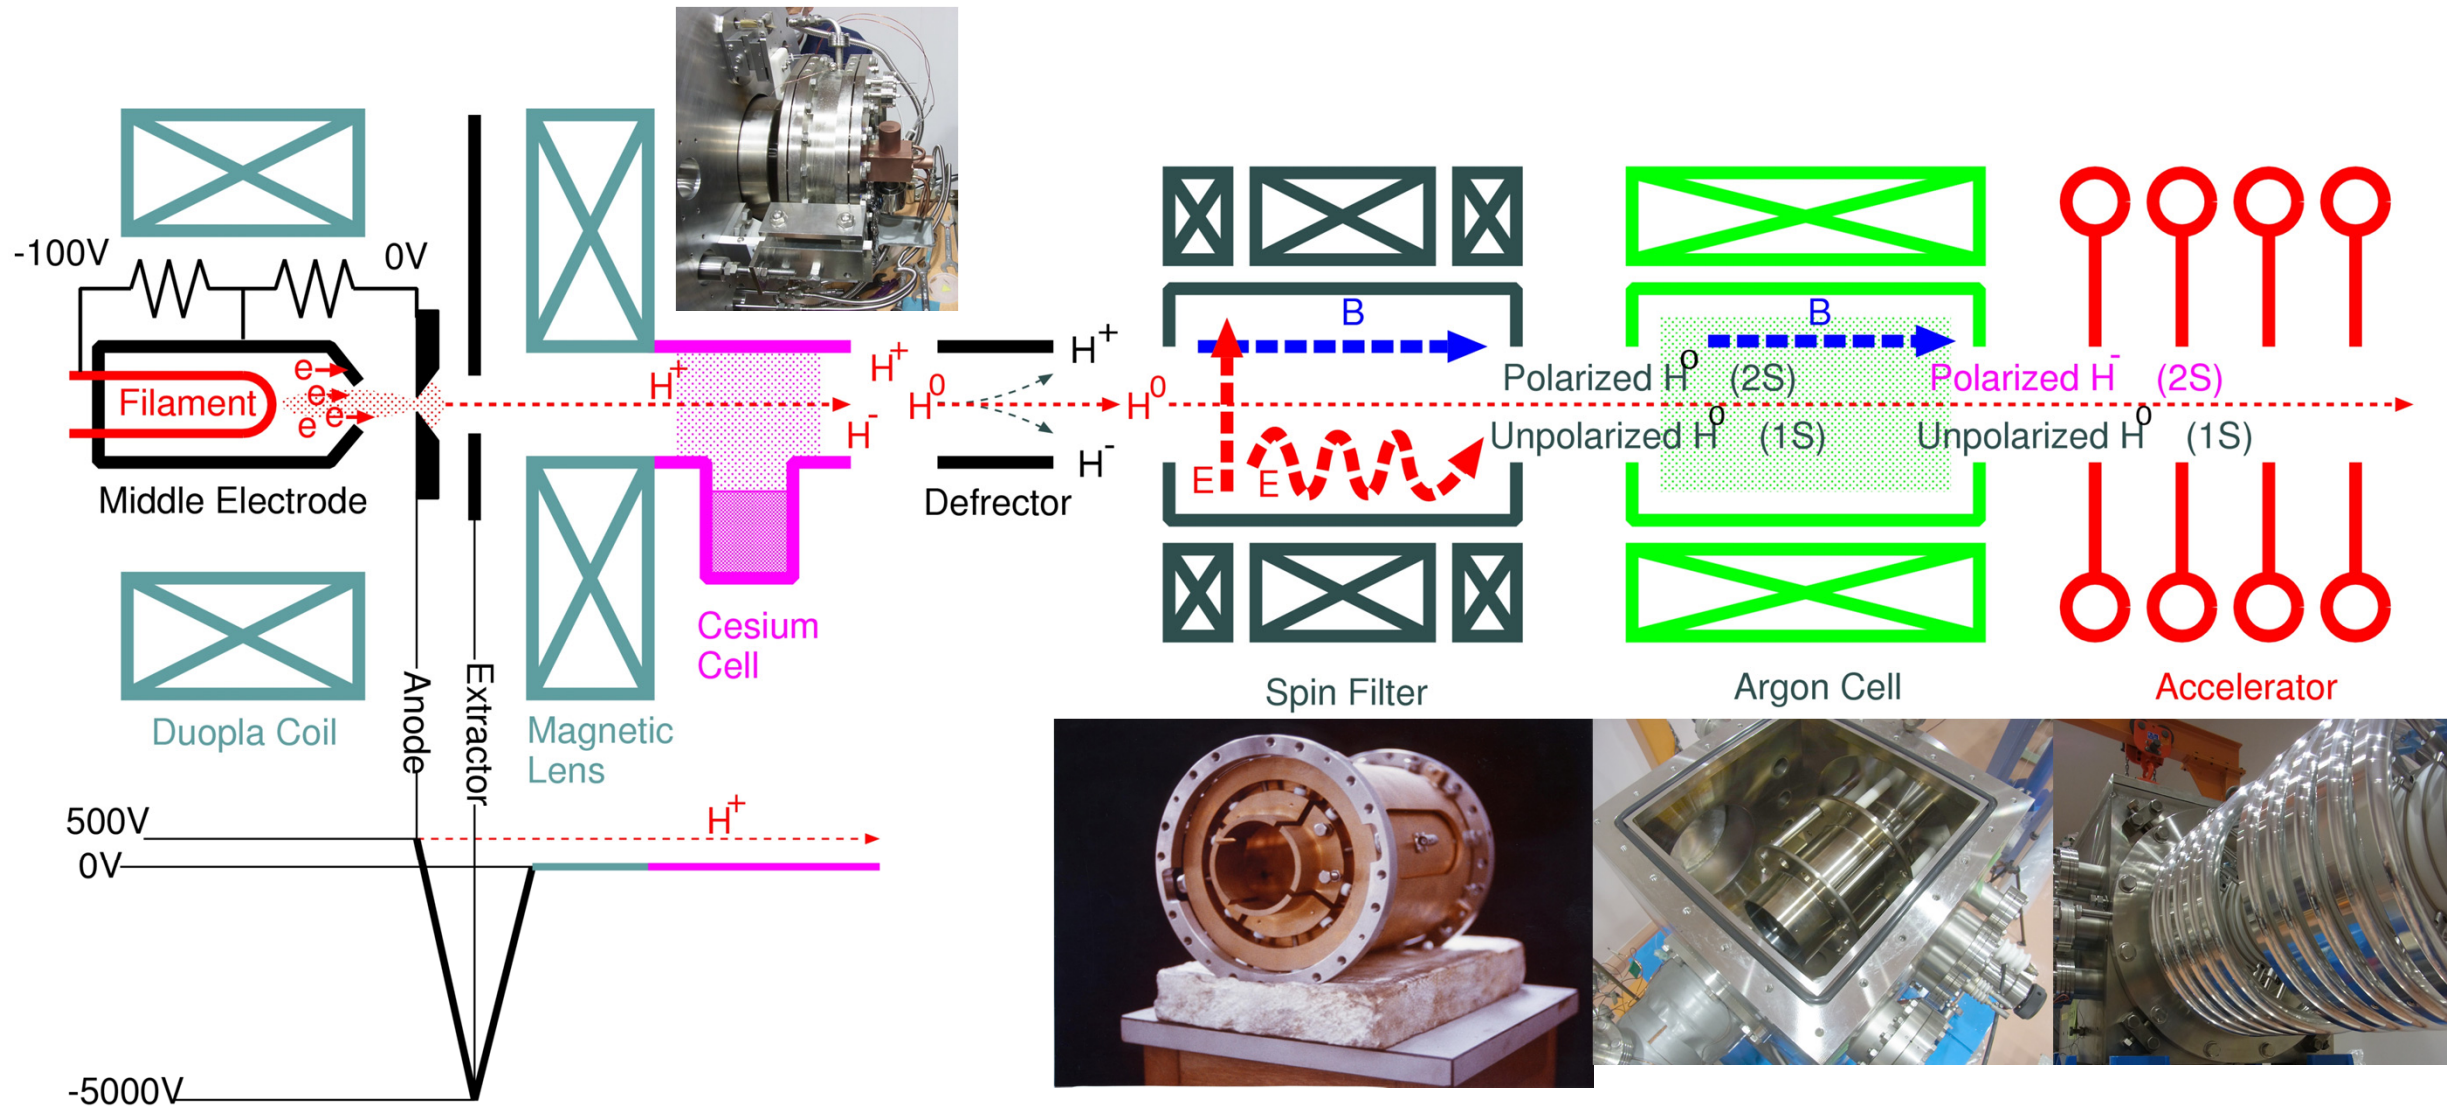 -100V
0V
Filament
e
e
e
e
Middle Electrode
Duopla Coil
Anode
Extractor
Magnetic
Lens
H+
H+
H-
Cesium
Cell
H0
H+
H-
Defrector
H0
B
E
E
Spin Filter
Polarized H0 (2S)
Unpolarized H0 (1S)
B
Argon Cell
Polarized H- (2S)
Unpolarized H0 (1S)
Accelerator
500V
0V
-5000V
H+